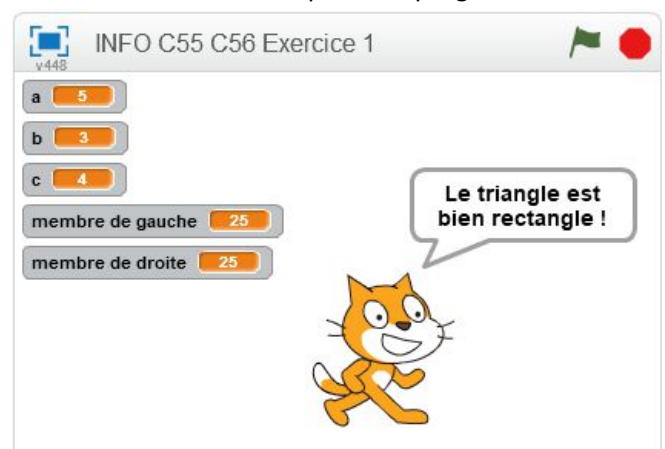 INFO C55 C56 Exercice 1
v448
a 5
b 3
c 4
membre de gauche 25
membre de droite 25
Le triangle est
bien rectangle !